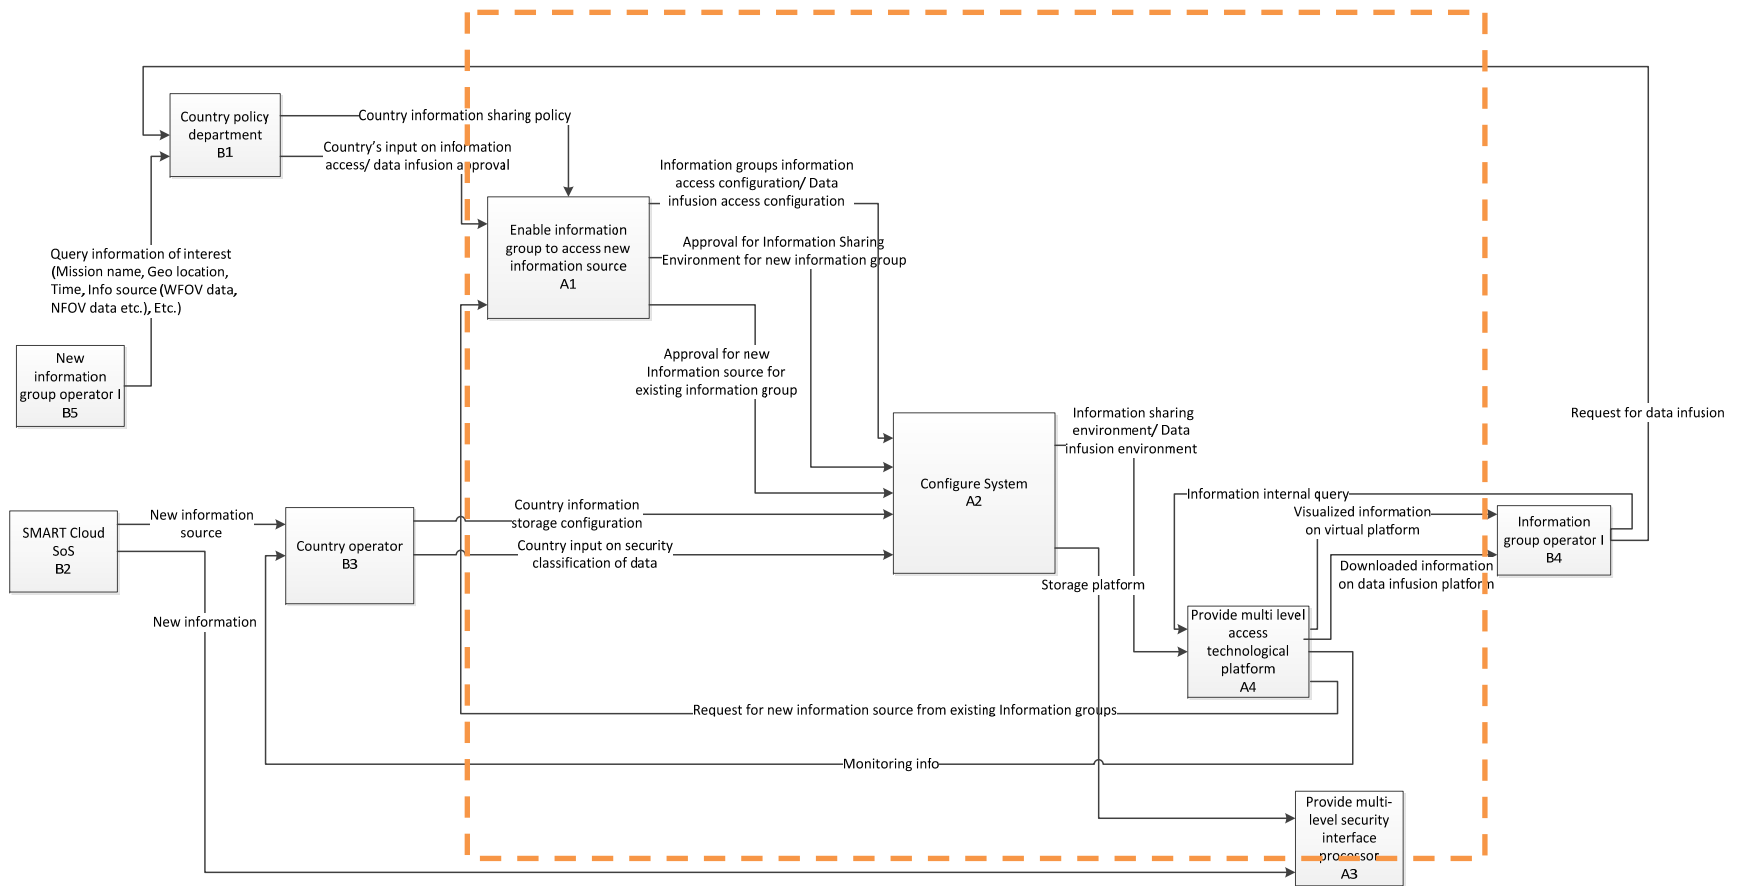 Country policy
department
B1
Country information sharing policy
Country's input on information
access/ data infusion approval
Information groups information
access configuration/ Data
infusion access configuration
Enable information
group to access new
information source
A1
Approval for Information Sharing
Environment for new information group
Query information of interest
(Mission name, Geo location,
Time, Info source (WFOV data,
NFOV data etc.), Etc.)
New
information
group operator I
B5
Approval for new
Information source for
existing information group
Information sharing
environment/ Data
infusion environment
Request for data infusion
Configure System
A2
Information internal query
Visualized information
on virtual platform
Information
group operator I
B4
Country information
storage configuration
New information
source
SMART Cloud
SoS
B2
Country operator
B3
Country input on security
classification of data
Downloaded information
on data infusion platform
Storage platform
New information
Provide multi level
access
technological
platform
A4
Request for new information source from existing Information groups
Monitoring info
Provide multi-
level security
interface
processor
A3